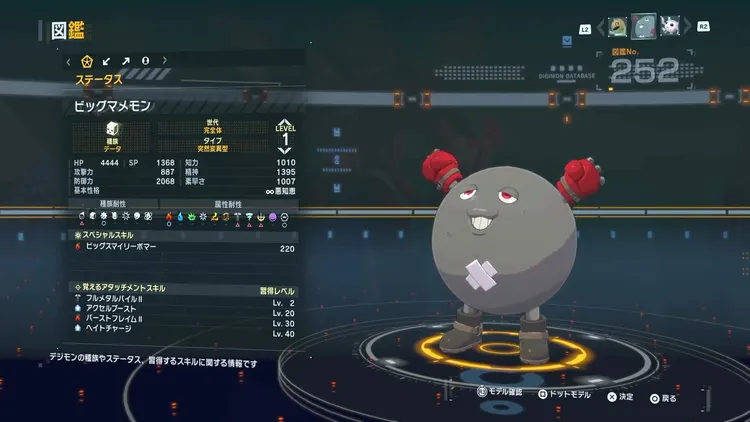 図鑑
L2
R2
図鑑No.
252
DIGIMON DATABASE
ステータス
ビッグマメモン
種族
データ
世代
完全体
タイプ
突然変異型
LEVEL
1
HP 4444 SP 1368 知力 1010
攻撃力 887 精神 1395
防御力 2068 素早さ 1007
基本性格 ∞悪知恵
種族耐性 属性耐性
スペシャルスキル
ビッグスマイリーボマー 220
覚えるアタッチメントスキル 習得レベル
フルメタルパイルⅡ Lv. 2
アクセルブースト Lv. 20
バーストフレイムⅡ Lv. 30
ヘイトチャージ Lv. 40
デジモンの種族やステータス、習得するスキルに関する情報です
モデル確認 ドットモデル 決定 戻る